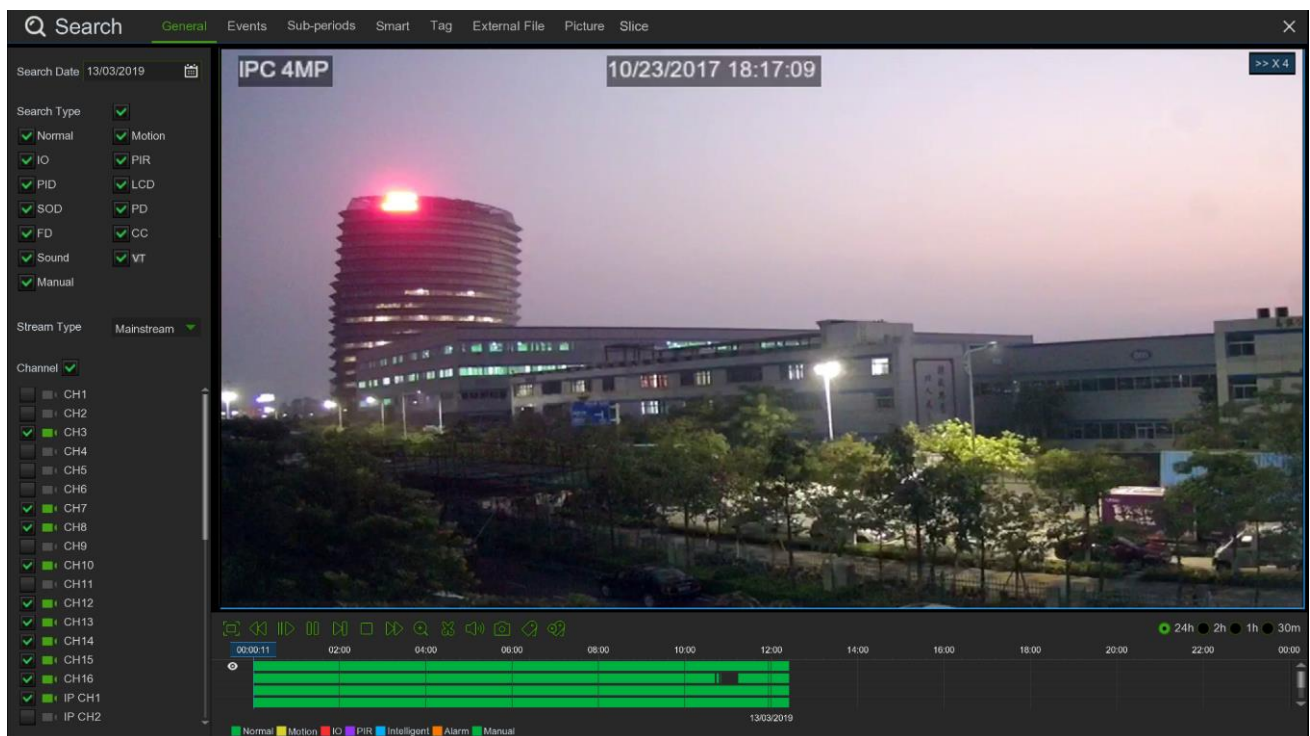 Search General Events Sub-periods Smart Tag External File Picture Slice
Search Date 13/03/2019
IPC 4MP 10/23/2017 18:17:09 >> X 4
Search Type
Normal Motion
IO PIR
PID LCD
SOD PD
FD CC
Sound VT
Manual
Stream Type Mainstream
Channel
CH1
CH2
CH3
CH4
CH5
CH6
CH7
CH8
CH9
CH10
CH11
CH12
CH13
CH14
CH15
CH16
IP CH1
IP CH2
24h 2h 1h 30m
00:00:11 02:00 04:00 06:00 08:00 10:00 12:00 14:00 16:00 18:00 20:00 22:00 00:00
13/03/2019
Normal Motion IO PIR Intelligent Alarm Manual